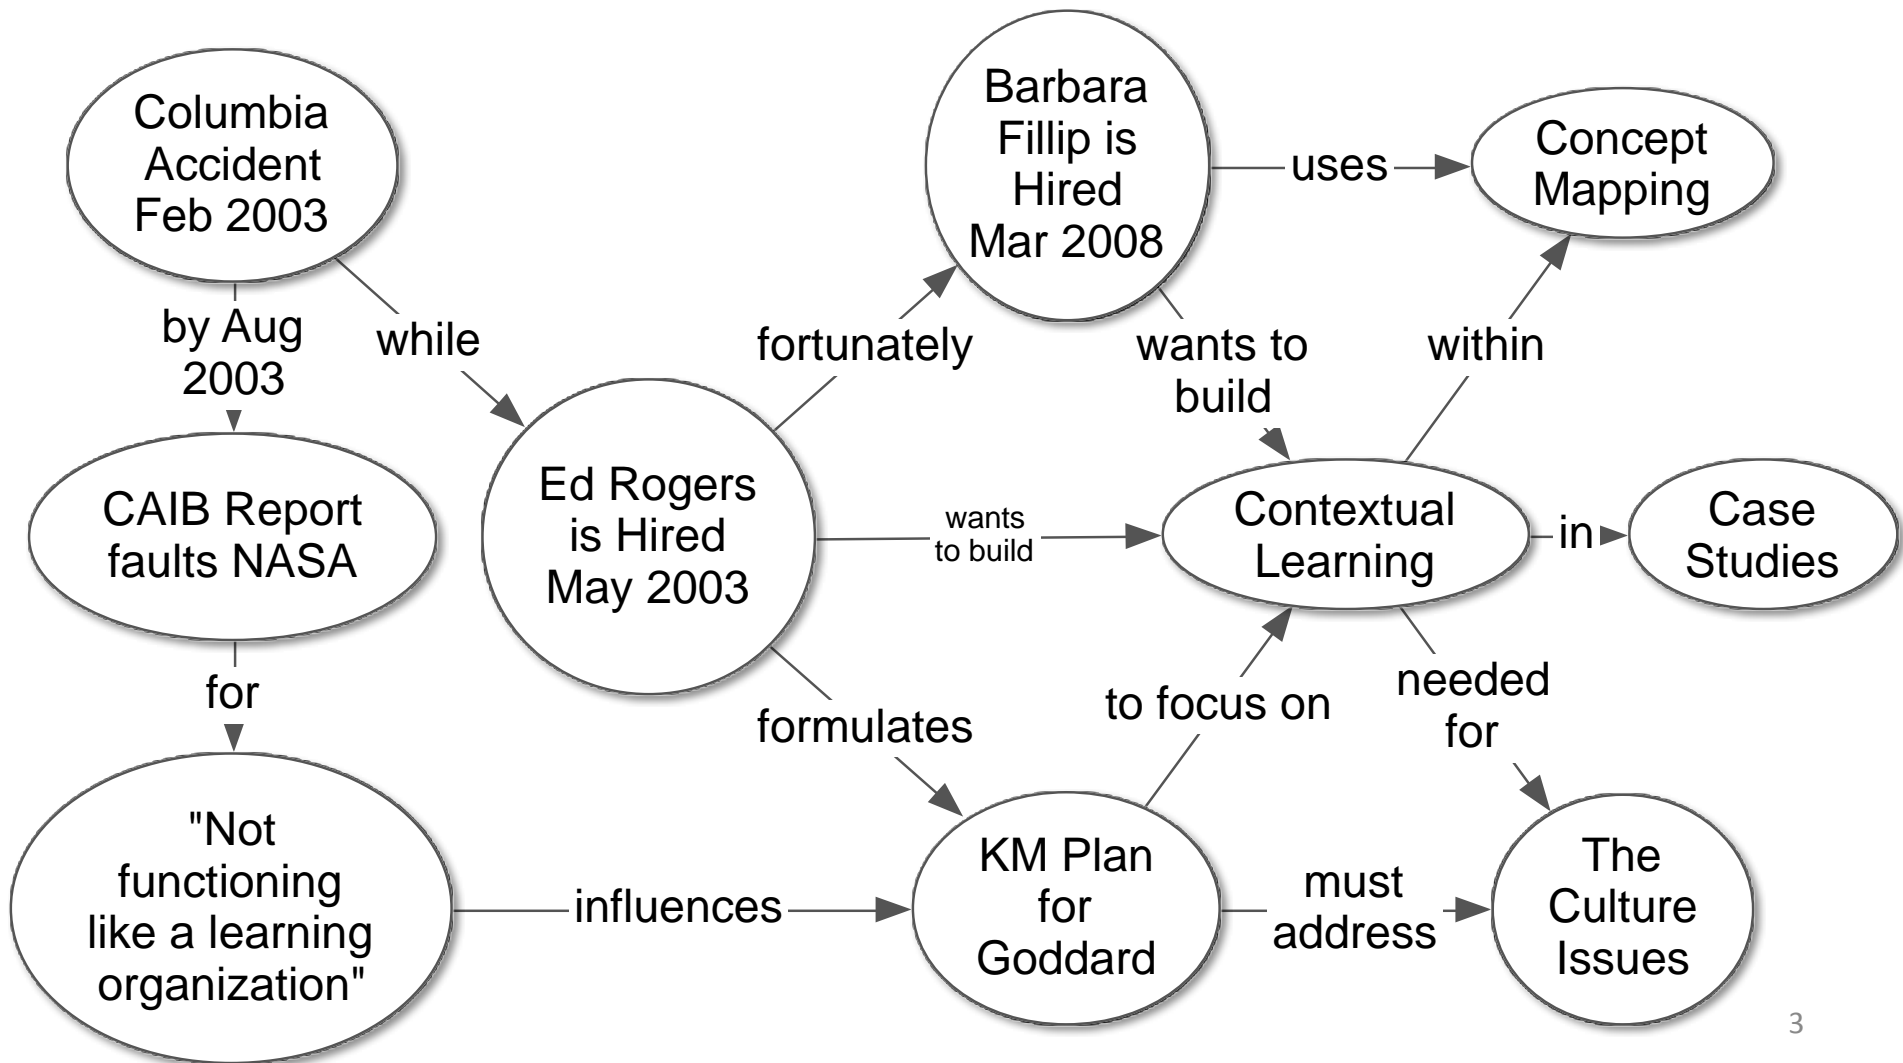 Columbia
Accident
Feb 2003
by Aug
2003
while
CAIB Report
faults NASA
for
"Not
functioning
like a learning
organization"
influences
Ed Rogers
is Hired
May 2003
fortunately
wants
to build
formulates
Barbara
Fillip is
Hired
Mar 2008
uses
wants to
build
Concept
Mapping
within
Contextual
Learning
in
Case
Studies
to focus on
needed
for
KM Plan
for
Goddard
must
address
The
Culture
Issues
3